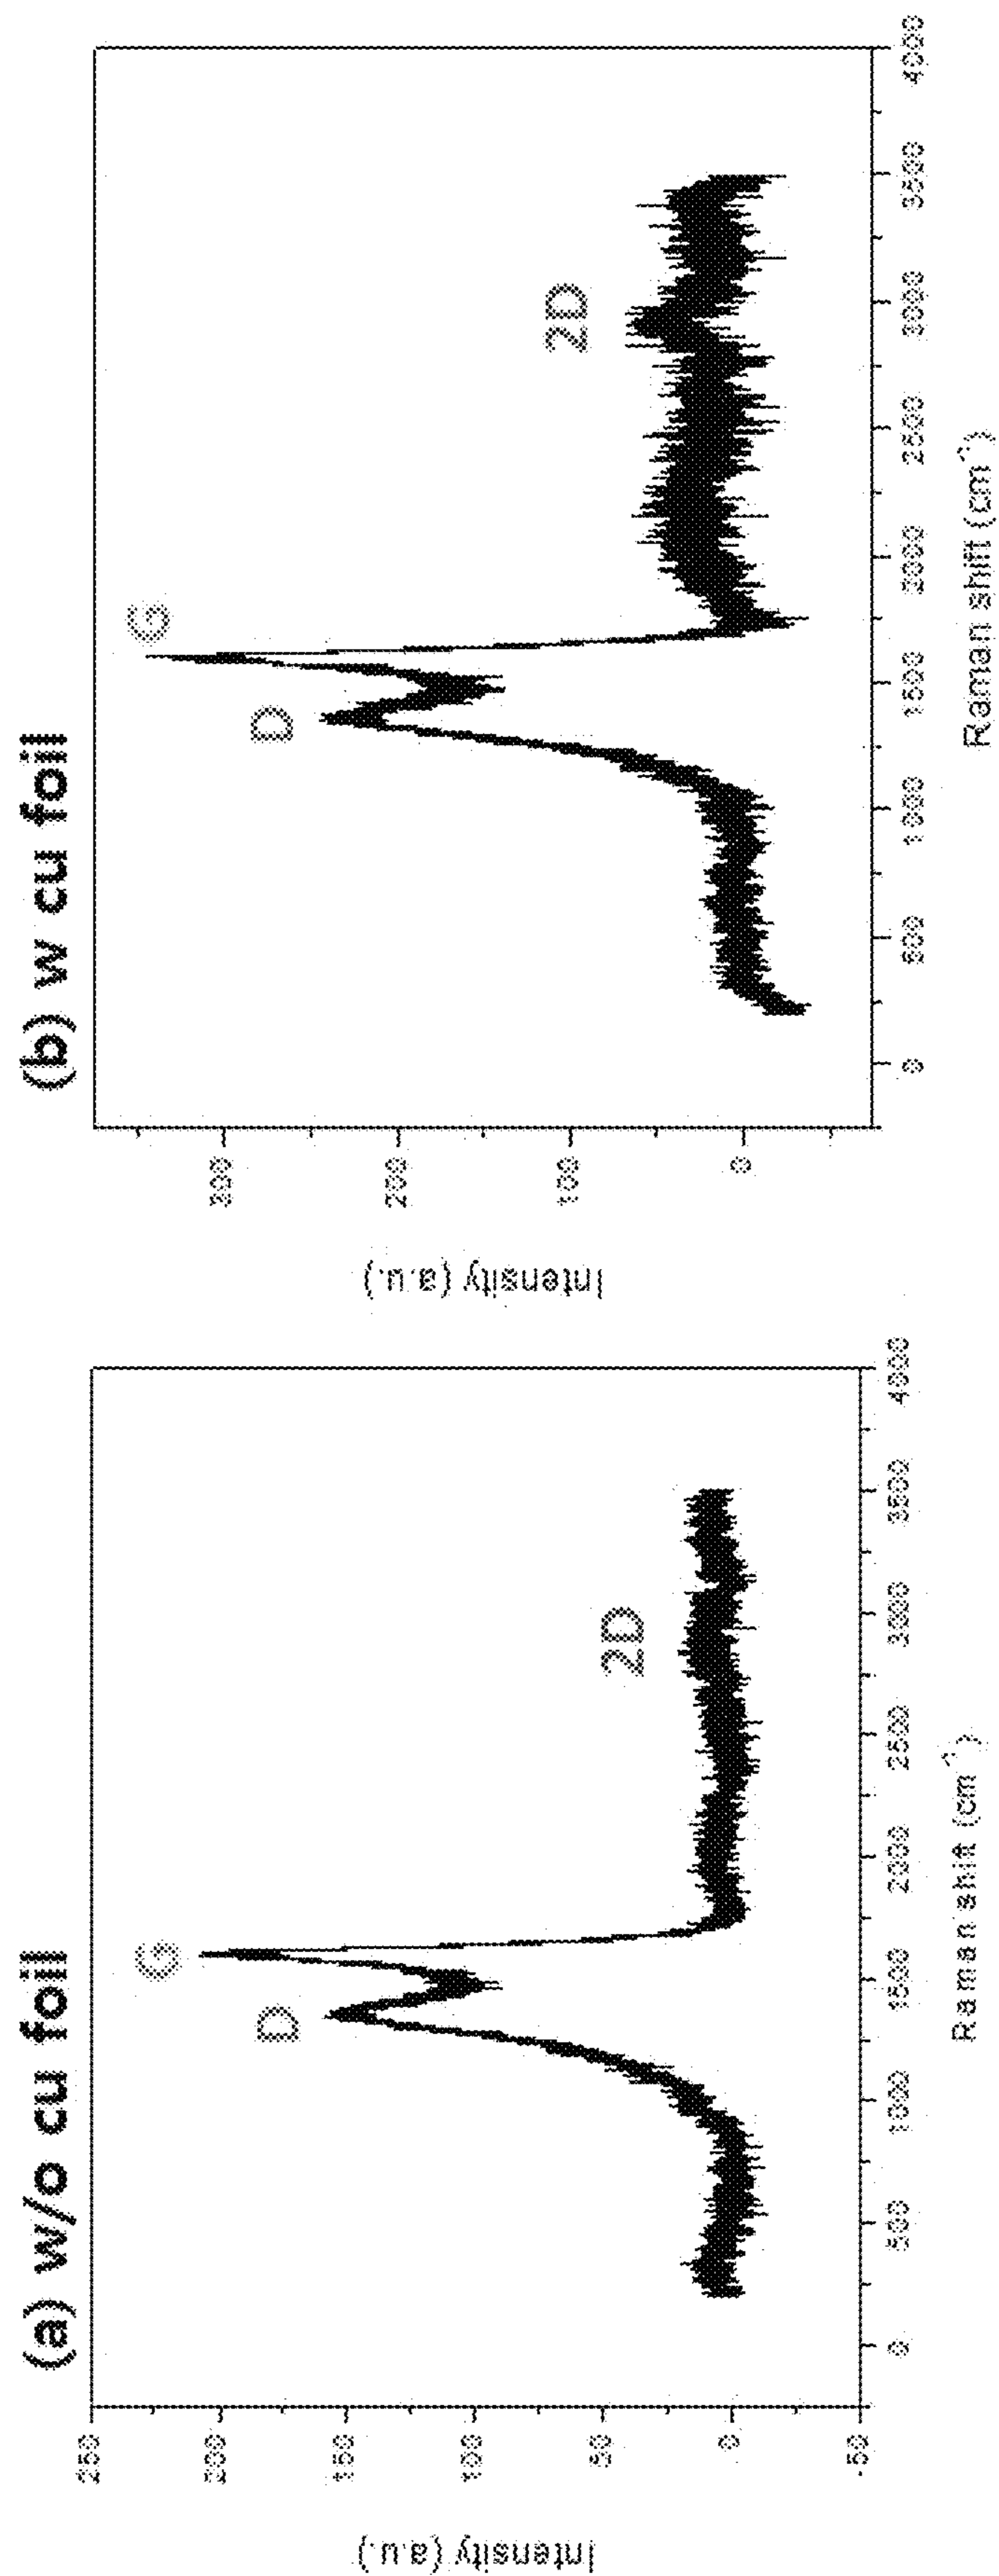 (a) w/o cu foil
250
200
150
100
50
0
-50
Intensity (a.u.)
D
G
2D
0
500
1000
1500
2000
2500
3000
3500
4000
Raman shift (cm⁻¹)
(b) w cu foil
300
200
100
0
Intensity (a.u.)
D
G
2D
0
500
1000
1500
2000
2500
3000
3500
4000
Raman shift (cm⁻¹)